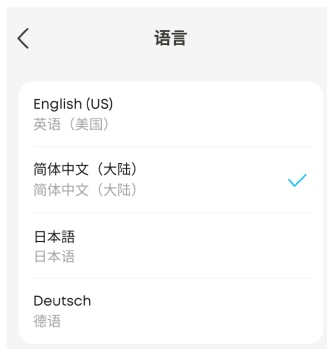 语言
English (US)
英语（美国）
简体中文（大陆）
简体中文（大陆）
日本語
日本语
Deutsch
德语